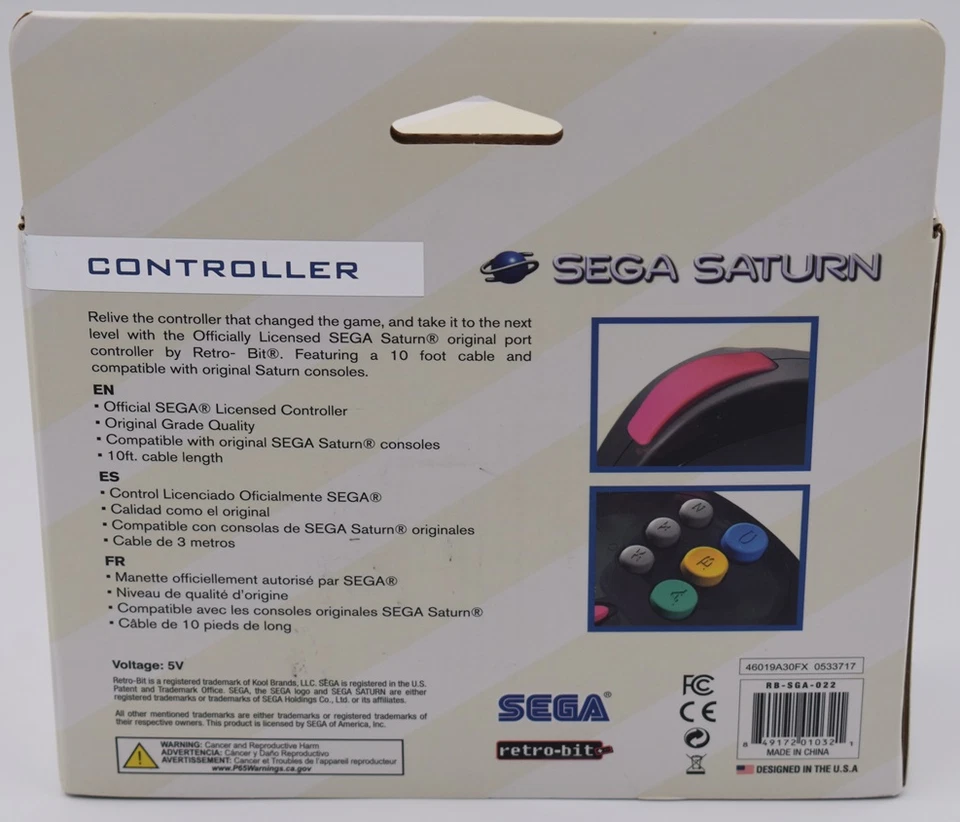 CONTROLLER
SEGA SATURN
Relive the controller that changed the game, and take it to the next
level with the Officially Licensed SEGA Saturn® original port
controller by Retro- Bit®. Featuring a 10 foot cable and
compatible with original Saturn consoles.
EN
• Official SEGA® Licensed Controller
• Original Grade Quality
• Compatible with original SEGA Saturn® consoles
• 10ft. cable length
ES
• Control Licenciado Oficialmente SEGA®
• Calidad como el original
• Compatible con consolas de SEGA Saturn® originales
• Cable de 3 metros
FR
• Manette officiellement autorisé par SEGA®
• Niveau de qualité d'origine
• Compatible avec les consoles originales SEGA Saturn®
• Câble de 10 pieds de long
Voltage: 5V
Retro-Bit is a registered trademark of Kool Brands, LLC. SEGA is registered in the U.S.
Patent and Trademark Office. SEGA, the SEGA logo and SEGA SATURN are either
registered trademarks or trademarks of SEGA Holdings Co., Ltd. or its affiliates.
All other mentioned trademarks are either trademarks or registered trademarks of
their respective owners. This product is licensed by SEGA of America, Inc.
WARNING: Cancer and Reproductive Harm
ADVERTENCIA: Cáncer y Daño Reproductivo
AVERTISSEMENT: Cancer et Troubles de l'appareil reproducteur
www.P65Warnings.ca.gov
SEGA®
retro-bit
FC
CE
46019A30FX 0533717
RB-SGA-022
8 49172 01032 1
MADE IN CHINA
DESIGNED IN THE U.S.A